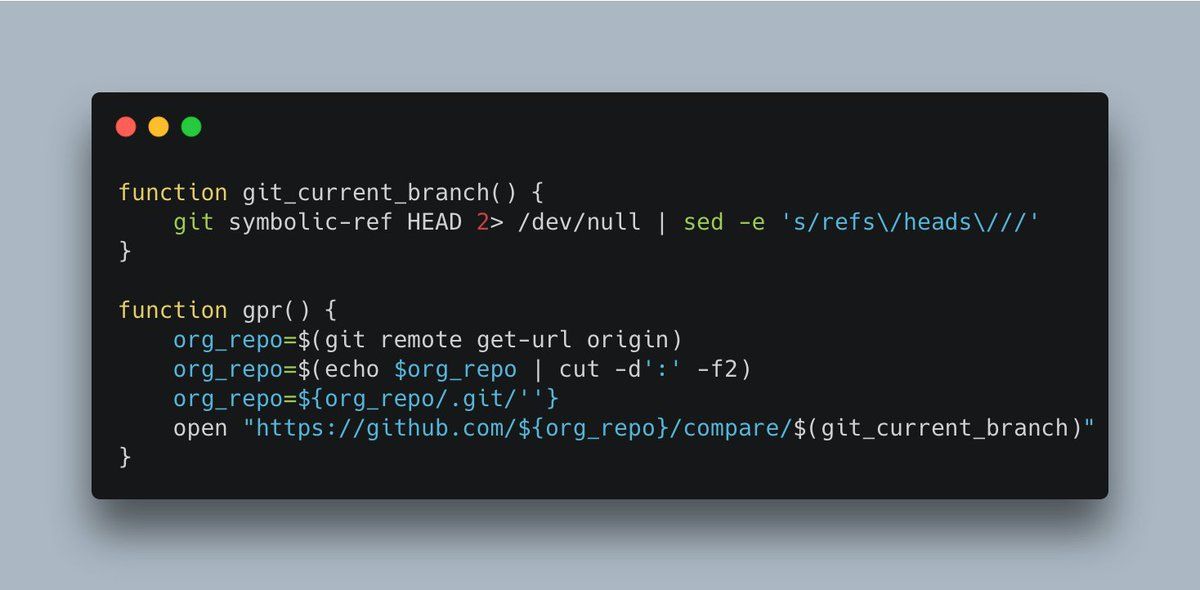 function git_current_branch() {
    git symbolic-ref HEAD 2> /dev/null | sed -e 's/refs\/heads\///'
}

function gpr() {
    org_repo=$(git remote get-url origin)
    org_repo=$(echo $org_repo | cut -d':' -f2)
    org_repo=${org_repo/.git/''}
    open "https://github.com/${org_repo}/compare/$(git_current_branch)"
}